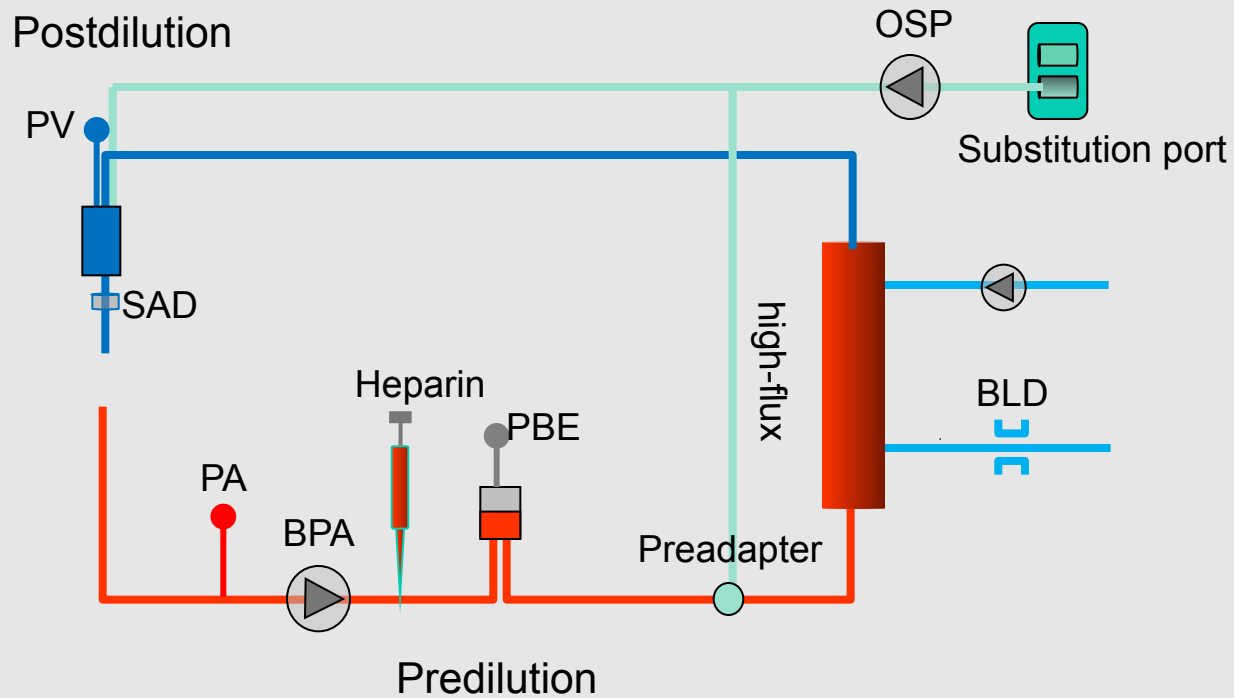 Postdilution
OSP
PV
Substitution port
SAD
high-flux
Heparin
BLD
PBE
PA
BPA
Preadapter
Predilution